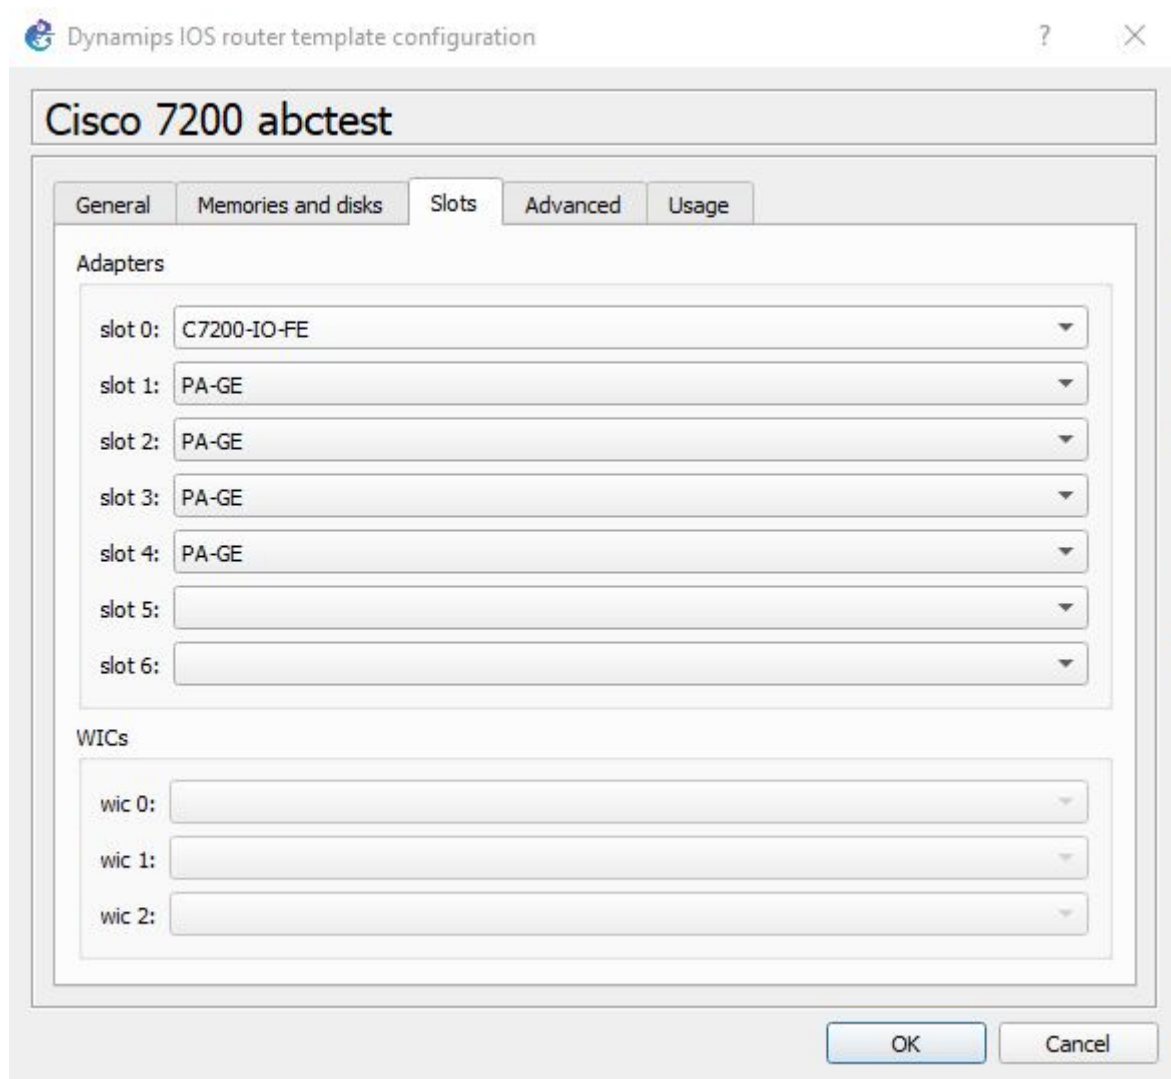 Dynamips IOS router template configuration ? ×
Cisco 7200 abctest
General Memories and disks Slots Advanced Usage
Adapters
slot 0: C7200-IO-FE
slot 1: PA-GE
slot 2: PA-GE
slot 3: PA-GE
slot 4: PA-GE
slot 5:
slot 6:
WICs
wic 0:
wic 1:
wic 2:
OK Cancel